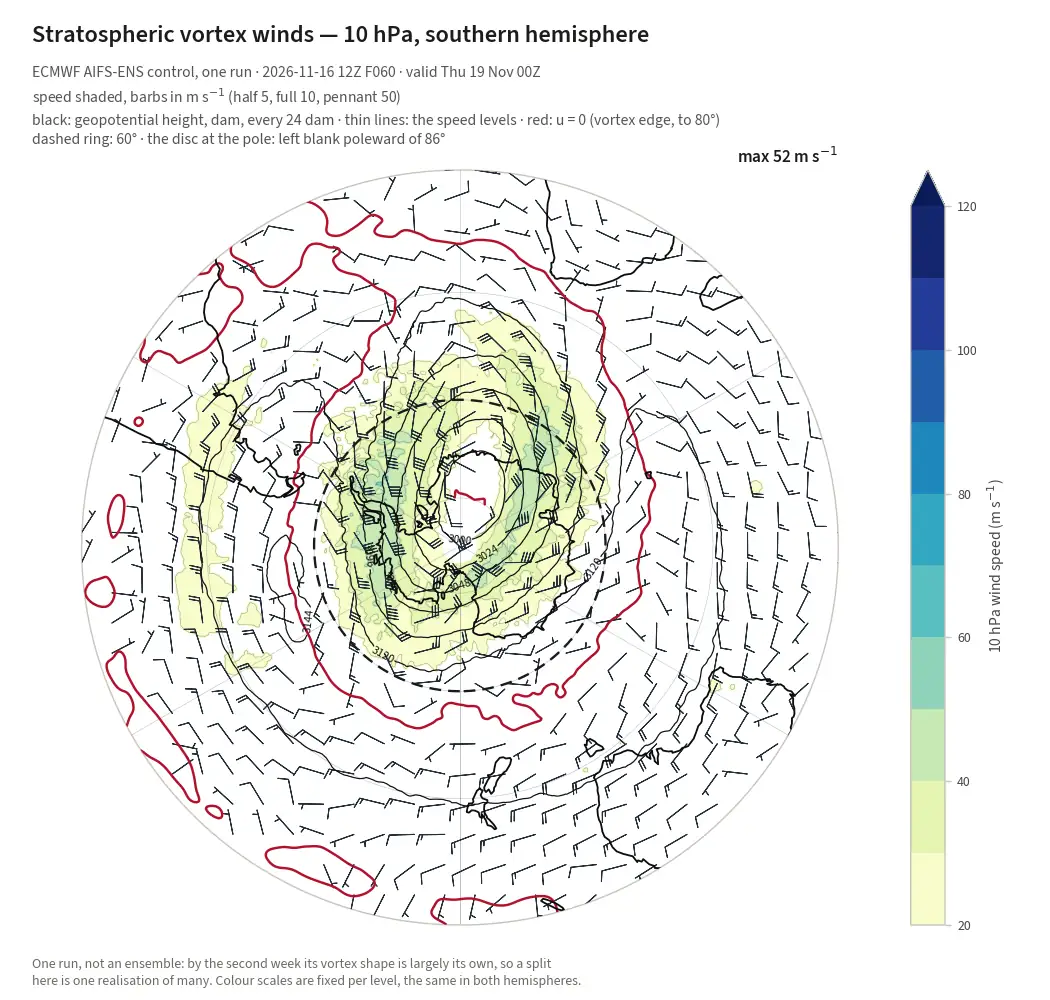 Stratospheric vortex winds — 10 hPa, southern hemisphere
ECMWF AIFS-ENS control, one run · 2026-11-16 12Z F060 · valid Thu 19 Nov 00Z
speed shaded, barbs in m s⁻¹ (half 5, full 10, pennant 50)
black: geopotential height, dam, every 24 dam · thin lines: the speed levels · red: u = 0 (vortex edge, to 80°)
dashed ring: 60° · the disc at the pole: left blank poleward of 86°
max 52 m s⁻¹
120
100
80
60
40
20
10 hPa wind speed (m s⁻¹)
3000
3024
3048
3120
3144
One run, not an ensemble: by the second week its vortex shape is largely its own, so a split
here is one realisation of many. Colour scales are fixed per level, the same in both hemispheres.